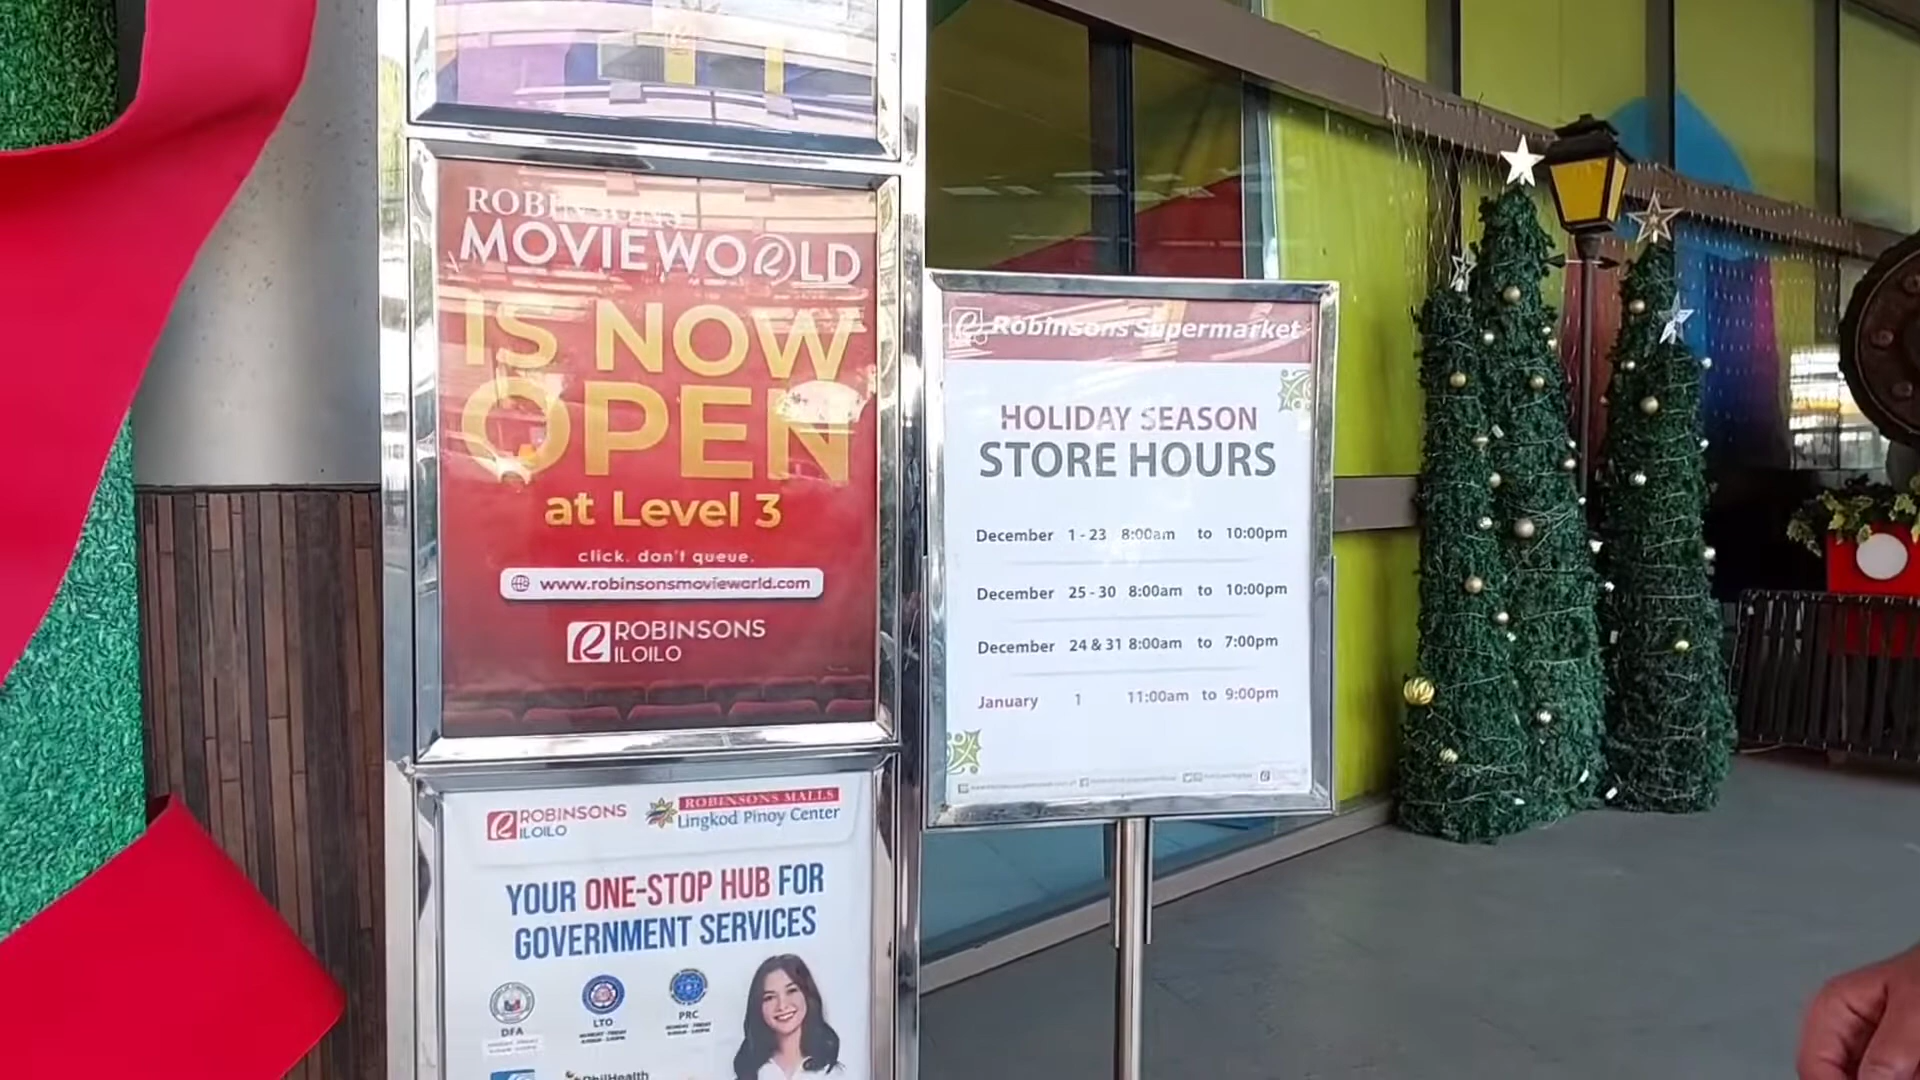 ROBINSONS
MOVIEWORLD
IS NOW
OPEN
at Level 3
click. don't queue.
www.robinsonsmovieworld.com
ROBINSONS
ILOILO
ROBINSONS
ILOILO
ROBINSONS MALLS
Lingkod Pinoy Center
YOUR ONE-STOP HUB FOR
GOVERNMENT SERVICES
DFA
LTO
PRC
PhilHealth
Robinsons Supermarket
HOLIDAY SEASON
STORE HOURS
December 1 - 23 8:00am to 10:00pm
December 25 - 30 8:00am to 10:00pm
December 24 & 31 8:00am to 7:00pm
January 1 11:00am to 9:00pm